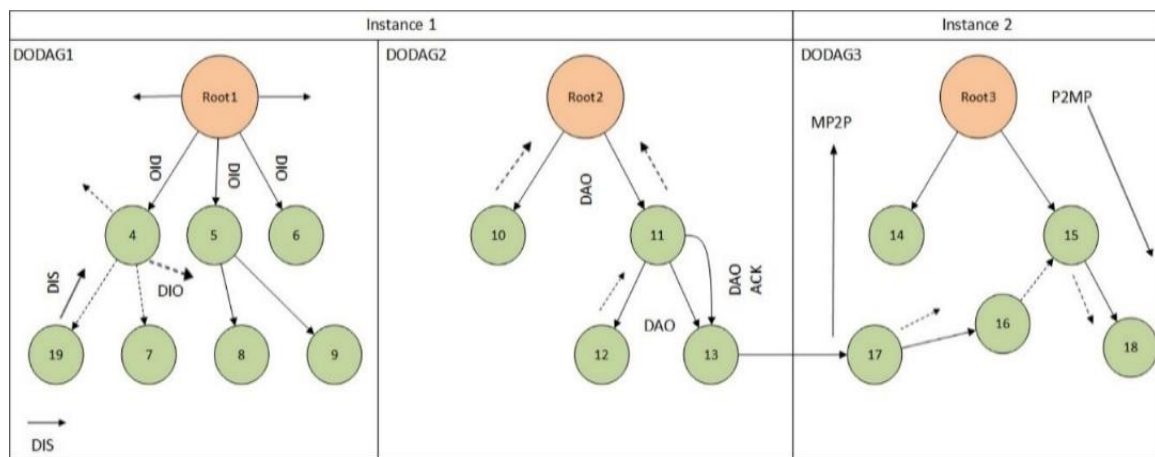 Instance 1
Instance 2
DODAG1
DODAG2
DODAG3
Root1
Root2
Root3
P2MP
MP2P
DIO
DIO
DIO
DAO
4
5
6
10
11
14
15
DIS
DIO
DAO
ACK
DAO
16
19
7
8
9
12
13
17
18
DIS